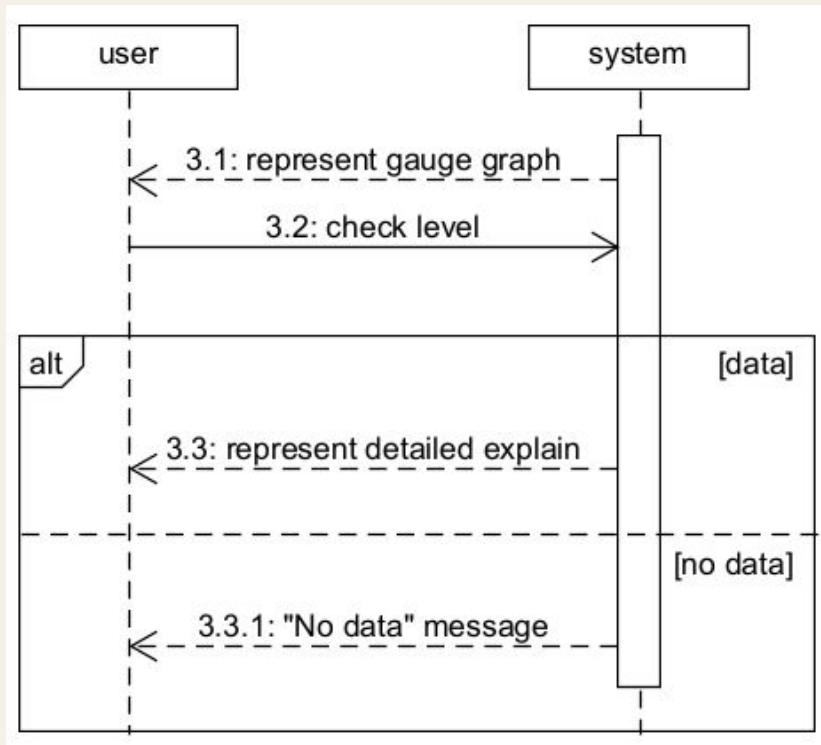 user
system
3.1: represent gauge graph
3.2: check level
alt
[data]
3.3: represent detailed explain
[no data]
3.3.1: "No data" message